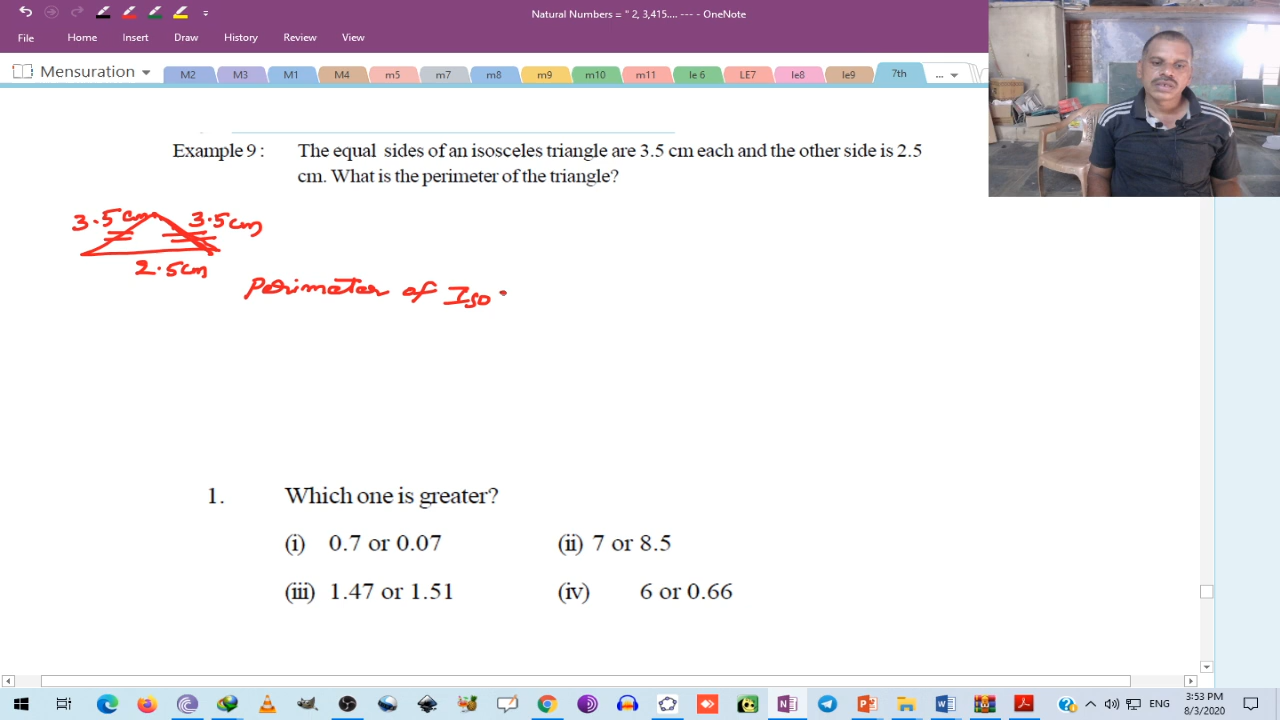 Natural Numbers = " 2, 3,415.... --- - OneNote
File Home Insert Draw History Review View
Mensuration M2 M3 M1 M4 m5 m7 m8 m9 m10 m11 le 6 LE7 le8 le9 7th ...
Example 9 : The equal sides of an isosceles triangle are 3.5 cm each and the other side is 2.5
cm. What is the perimeter of the triangle?
3.5cm 3.5cm
2.5cm
Perimeter of Iso
1. Which one is greater?
(i) 0.7 or 0.07 (ii) 7 or 8.5
(iii) 1.47 or 1.51 (iv) 6 or 0.66
ENG 3:53 PM
8/3/2020